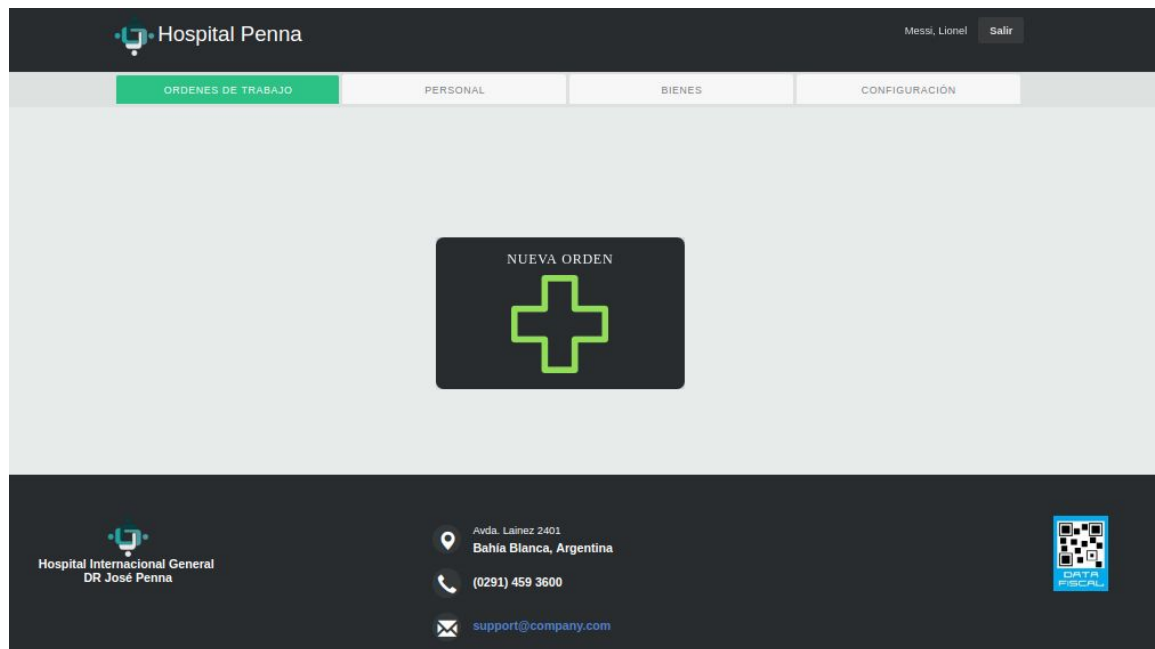 Hospital Penna
Messi, Lionel
Salir
ORDENES DE TRABAJO
PERSONAL
BIENES
CONFIGURACIÓN
NUEVA ORDEN
Hospital Internacional General
DR José Penna
Avda. Lainez 2401
Bahía Blanca, Argentina
(0291) 459 3600
support@company.com
DATA
FISCAL